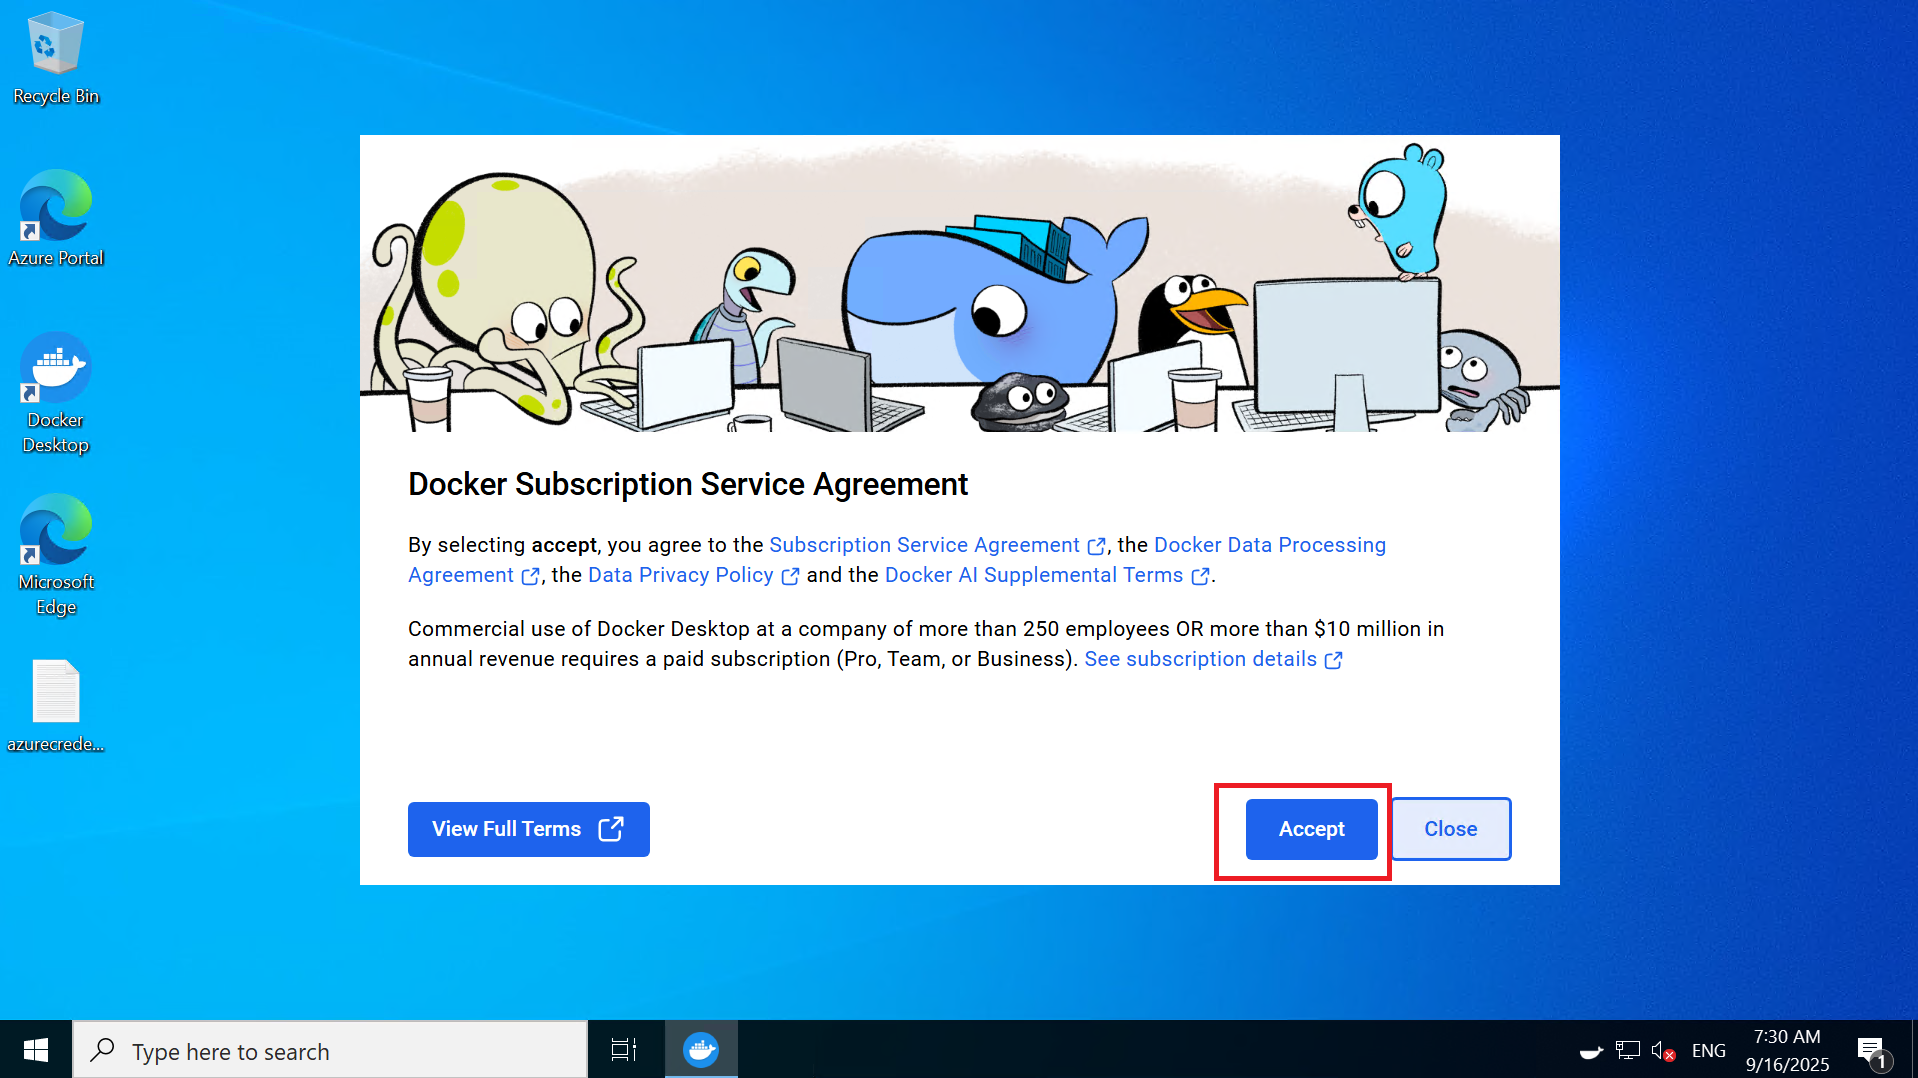 Recycle Bin
Azure Portal
Docker
Desktop
Microsoft
Edge
azurecrede...
Docker Subscription Service Agreement
By selecting accept, you agree to the Subscription Service Agreement, the Docker Data Processing
Agreement, the Data Privacy Policy and the Docker AI Supplemental Terms.
Commercial use of Docker Desktop at a company of more than 250 employees OR more than $10 million in
annual revenue requires a paid subscription (Pro, Team, or Business). See subscription details
View Full Terms
Accept
Close
Type here to search
ENG
7:30 AM
9/16/2025
1